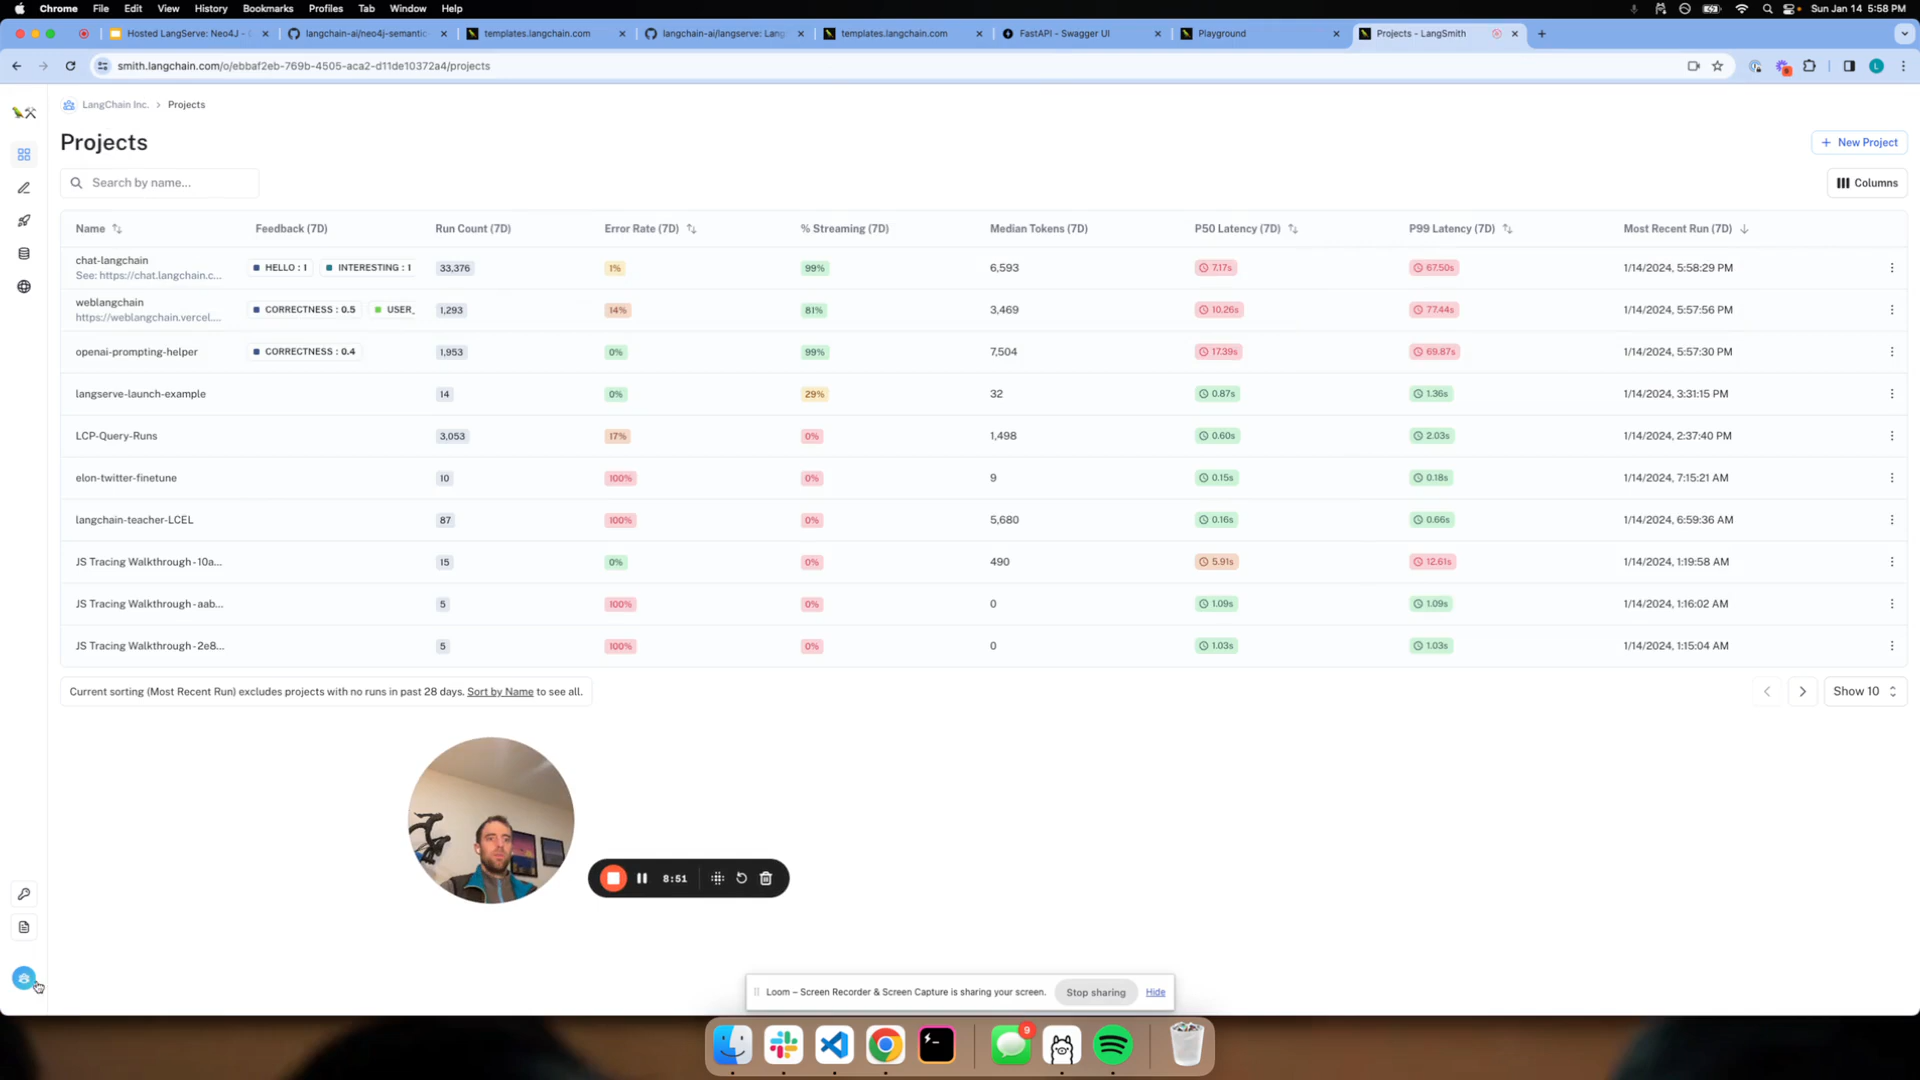 Chrome File Edit View History Bookmarks Profiles Tab Window Help Sun Jan 14 5:58 PM
Hosted LangServe: Neo4J - langchain-ai/neo4j-semantic- templates.langchain.com langchain-ai/langserve: Lang templates.langchain.com FastAPI - Swagger UI Playground Projects - LangSmith
smith.langchain.com/o/ebbaf2eb-769b-4505-aca2-d11de10372a4/projects
LangChain Inc. > Projects
Projects
+ New Project
Search by name...
Columns
Name Feedback (7D) Run Count (7D) Error Rate (7D) % Streaming (7D) Median Tokens (7D) P50 Latency (7D) P99 Latency (7D) Most Recent Run (7D)
chat-langchain HELLO : 1 INTERESTING : 1 33,376 1% 99% 6,593 7.17s 67.50s 1/14/2024, 5:58:29 PM
See: https://chat.langchain.c...
weblangchain CORRECTNESS : 0.5 USER_ 1,293 14% 81% 3,469 10.26s 77.44s 1/14/2024, 5:57:56 PM
https://weblangchain.vercel....
openai-prompting-helper CORRECTNESS : 0.4 1,953 0% 99% 7,504 17.39s 69.87s 1/14/2024, 5:57:30 PM
langserve-launch-example 14 0% 29% 32 0.87s 1.36s 1/14/2024, 3:31:15 PM
LCP-Query-Runs 3,053 17% 0% 1,498 0.60s 2.03s 1/14/2024, 2:37:40 PM
elon-twitter-finetune 10 100% 0% 9 0.15s 0.18s 1/14/2024, 7:15:21 AM
langchain-teacher-LCEL 87 100% 0% 5,680 0.16s 0.66s 1/14/2024, 6:59:36 AM
JS Tracing Walkthrough - 10a... 15 0% 0% 490 5.91s 12.61s 1/14/2024, 1:19:58 AM
JS Tracing Walkthrough - aab... 5 100% 0% 0 1.09s 1.09s 1/14/2024, 1:16:02 AM
JS Tracing Walkthrough - 2e8... 5 100% 0% 0 1.03s 1.03s 1/14/2024, 1:15:04 AM
Current sorting (Most Recent Run) excludes projects with no runs in past 28 days. Sort by Name to see all.
Show 10
8:51
Loom – Screen Recorder & Screen Capture is sharing your screen. Stop sharing Hide
9